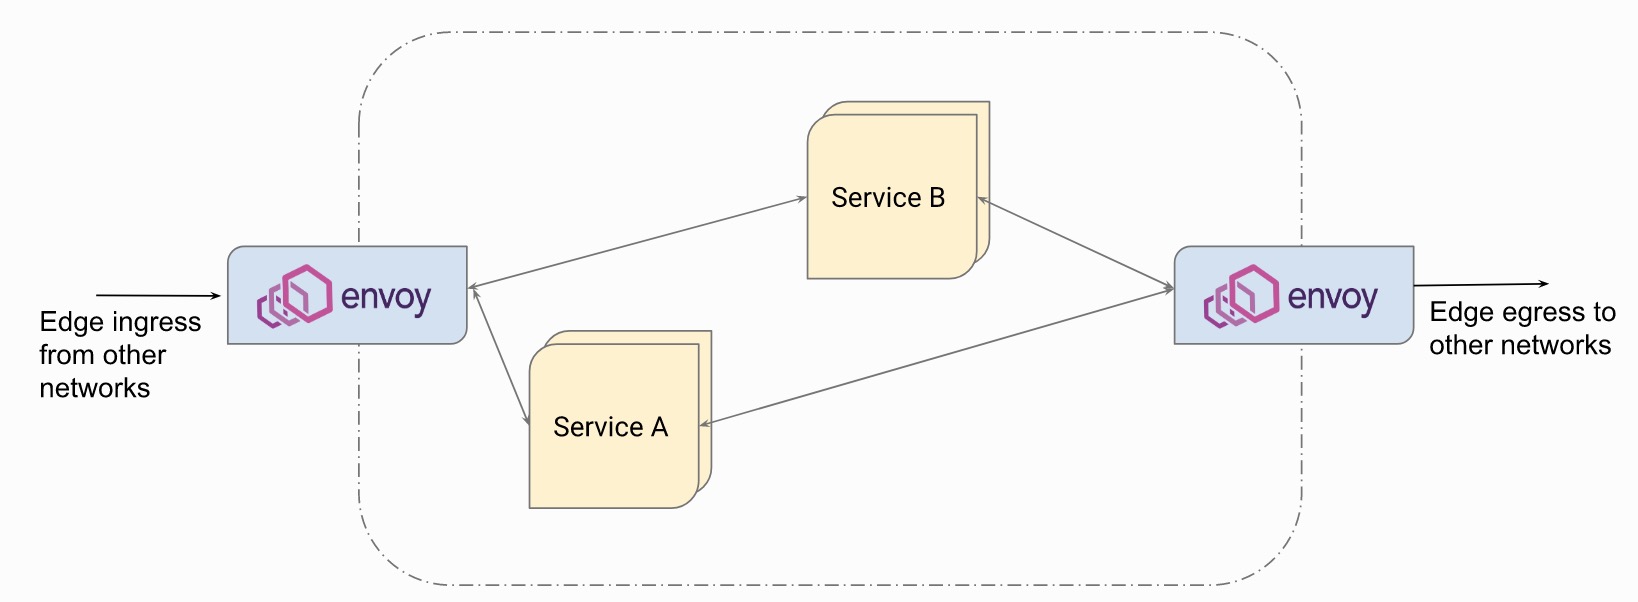 Service B
envoy
envoy
Edge ingress
from other
networks
Edge egress to
other networks
Service A